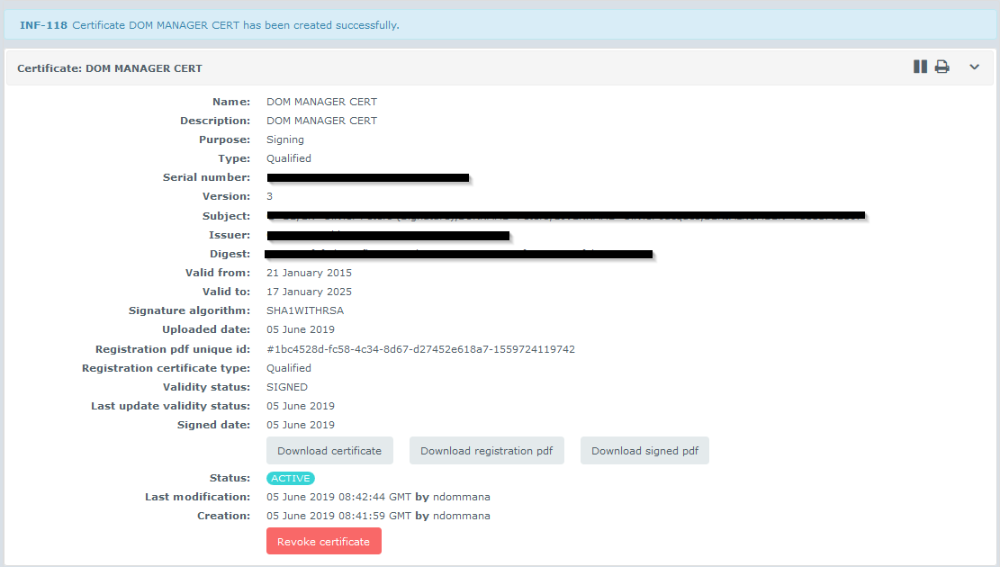 INF-118 Certificate DOM MANAGER CERT has been created successfully.
Certificate: DOM MANAGER CERT
Name: DOM MANAGER CERT
Description: DOM MANAGER CERT
Purpose: Signing
Type: Qualified
Serial number:
Version: 3
Subject:
Issuer:
Digest:
Valid from: 21 January 2015
Valid to: 17 January 2025
Signature algorithm: SHA1WITHRSA
Uploaded date: 05 June 2019
Registration pdf unique id: #1bc4528d-fc58-4c34-8d67-d27452e618a7-1559724119742
Registration certificate type: Qualified
Validity status: SIGNED
Last update validity status: 05 June 2019
Signed date: 05 June 2019
Download certificate Download registration pdf Download signed pdf
Status: ACTIVE
Last modification: 05 June 2019 08:42:44 GMT by ndommana
Creation: 05 June 2019 08:41:59 GMT by ndommana
Revoke certificate